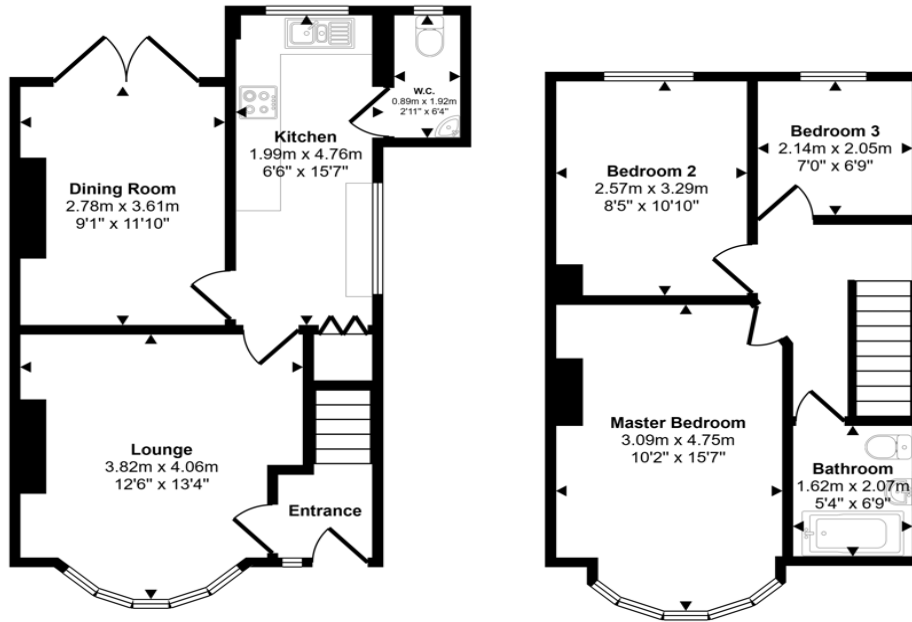 W.C.
0.89m x 1.92m
2'11" x 6'4"
Kitchen
1.99m x 4.76m
6'6" x 15'7"
Dining Room
2.78m x 3.61m
9'1" x 11'10"
Lounge
3.82m x 4.06m
12'6" x 13'4"
Entrance
Bedroom 3
2.14m x 2.05m
7'0" x 6'9"
Bedroom 2
2.57m x 3.29m
8'5" x 10'10"
Master Bedroom
3.09m x 4.75m
10'2" x 15'7"
Bathroom
1.62m x 2.07m
5'4" x 6'9"